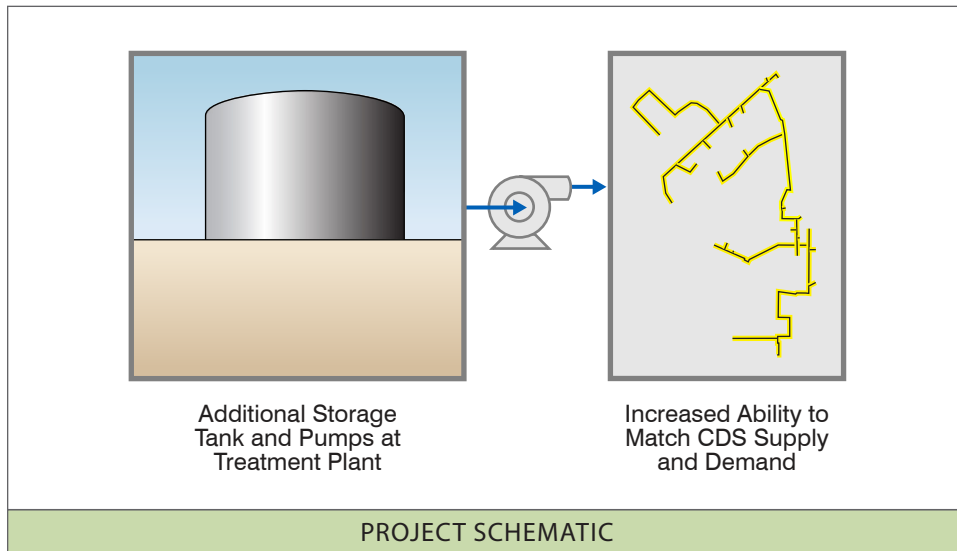 Additional Storage
Tank and Pumps at
Treatment Plant
Increased Ability to
Match CDS Supply
and Demand
PROJECT SCHEMATIC